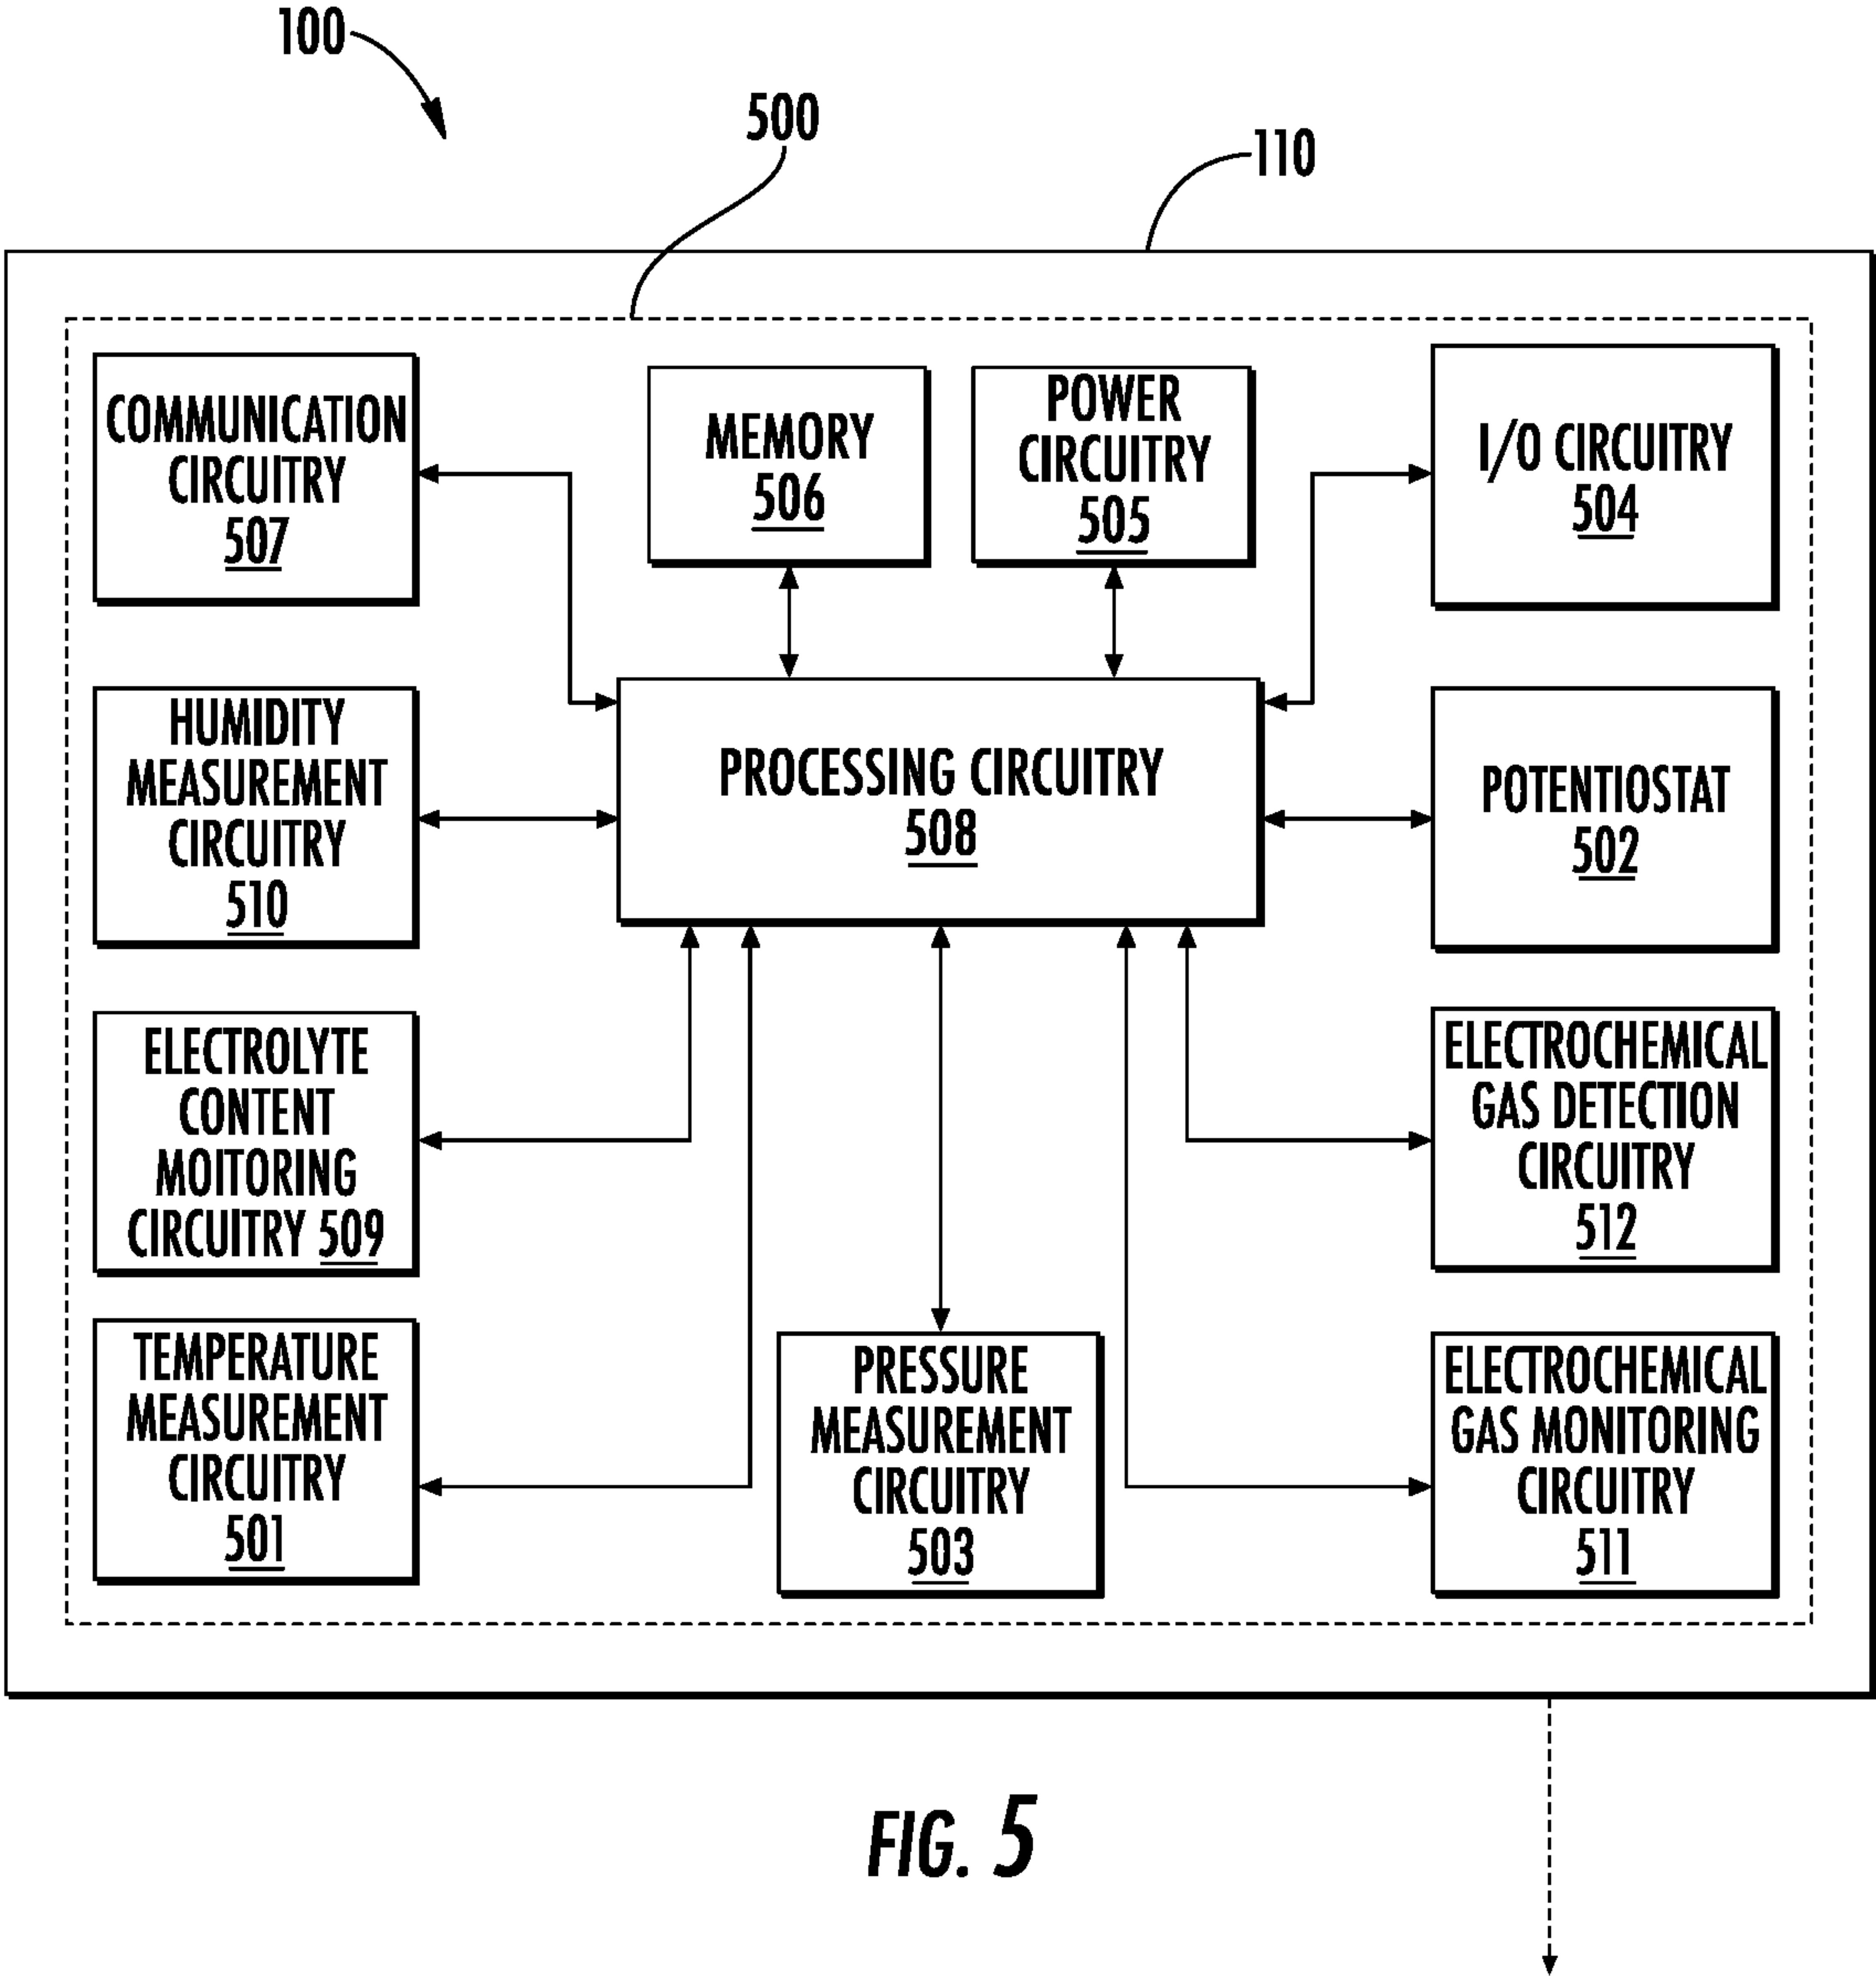 100
500
110
COMMUNICATION
CIRCUITRY
507
MEMORY
506
POWER
CIRCUITRY
505
I/O CIRCUITRY
504
HUMIDITY
MEASUREMENT
CIRCUITRY
510
PROCESSING CIRCUITRY
508
POTENTIOSTAT
502
ELECTROLYTE
CONTENT
MOITORING
CIRCUITRY 509
ELECTROCHEMICAL
GAS DETECTION
CIRCUITRY
512
TEMPERATURE
MEASUREMENT
CIRCUITRY
501
PRESSURE
MEASUREMENT
CIRCUITRY
503
ELECTROCHEMICAL
GAS MONITORING
CIRCUITRY
511
FIG. 5